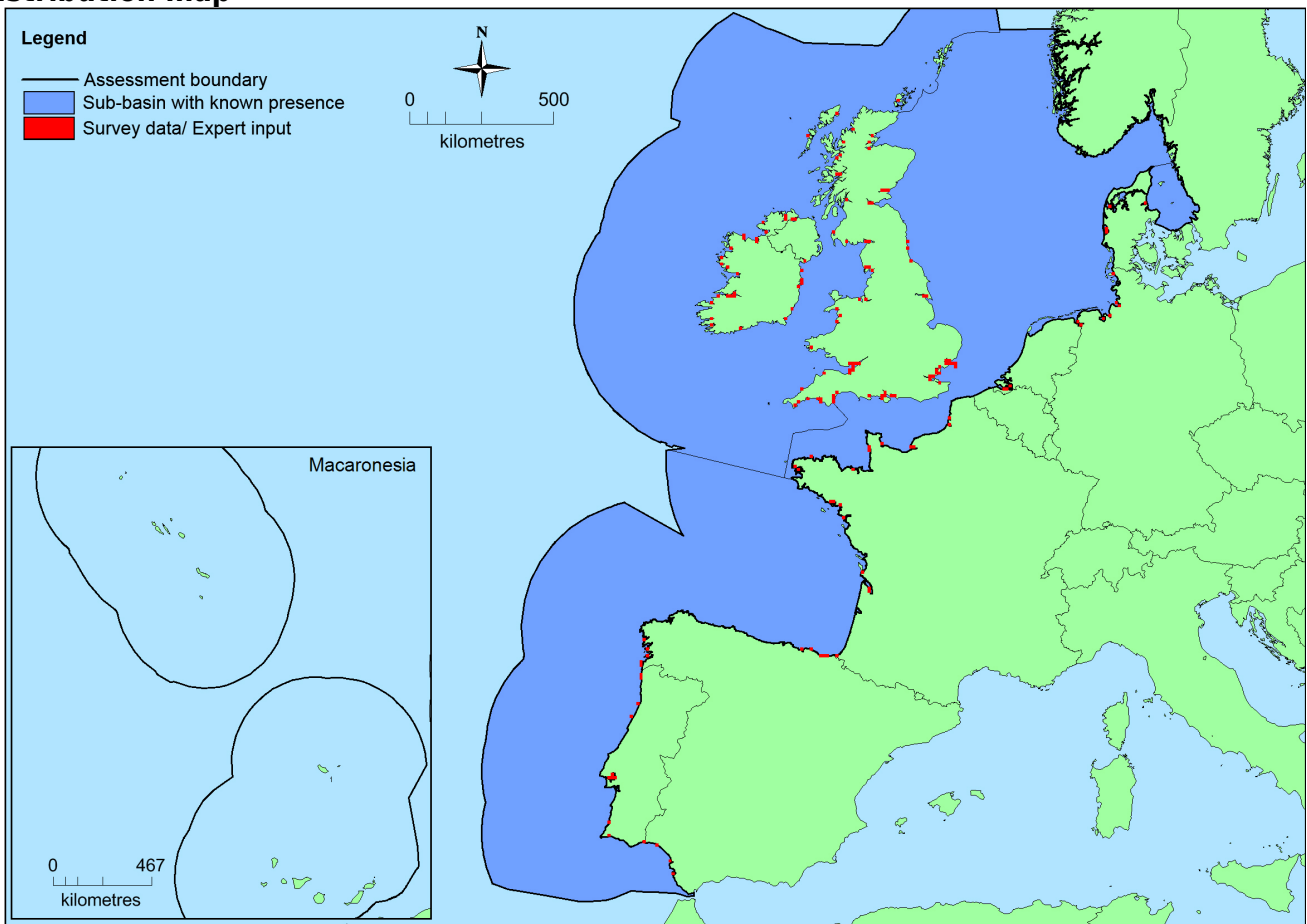 Legend
Assessment boundary
Sub-basin with known presence
Survey data/ Expert input
N
0 500
kilometres
Macaronesia
0 467
kilometres